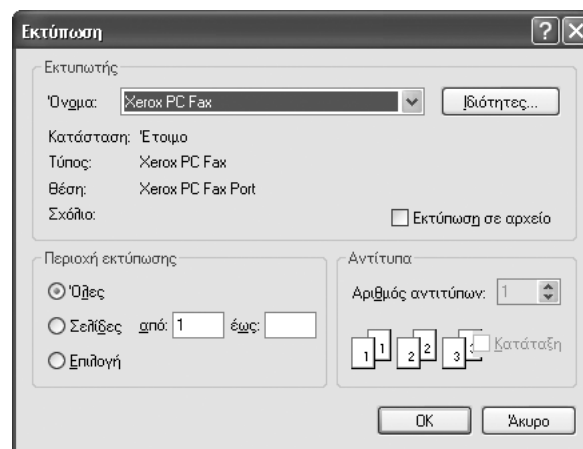 Εκτύπωση
Εκτυπωτής
Όνομα: Xerox PC Fax Ιδιότητες...
Κατάσταση: Έτοιμο
Τύπος: Xerox PC Fax
Θέση: Xerox PC Fax Port
Σχόλιο: Εκτύπωση σε αρχείο
Περιοχή εκτύπωσης
Όλες
Σελίδες από: 1 έως:
Επιλογή
Αντίτυπα
Αριθμός αντιτύπων: 1
1 1 2 2 3 3 Κατάταξη
OK Άκυρο